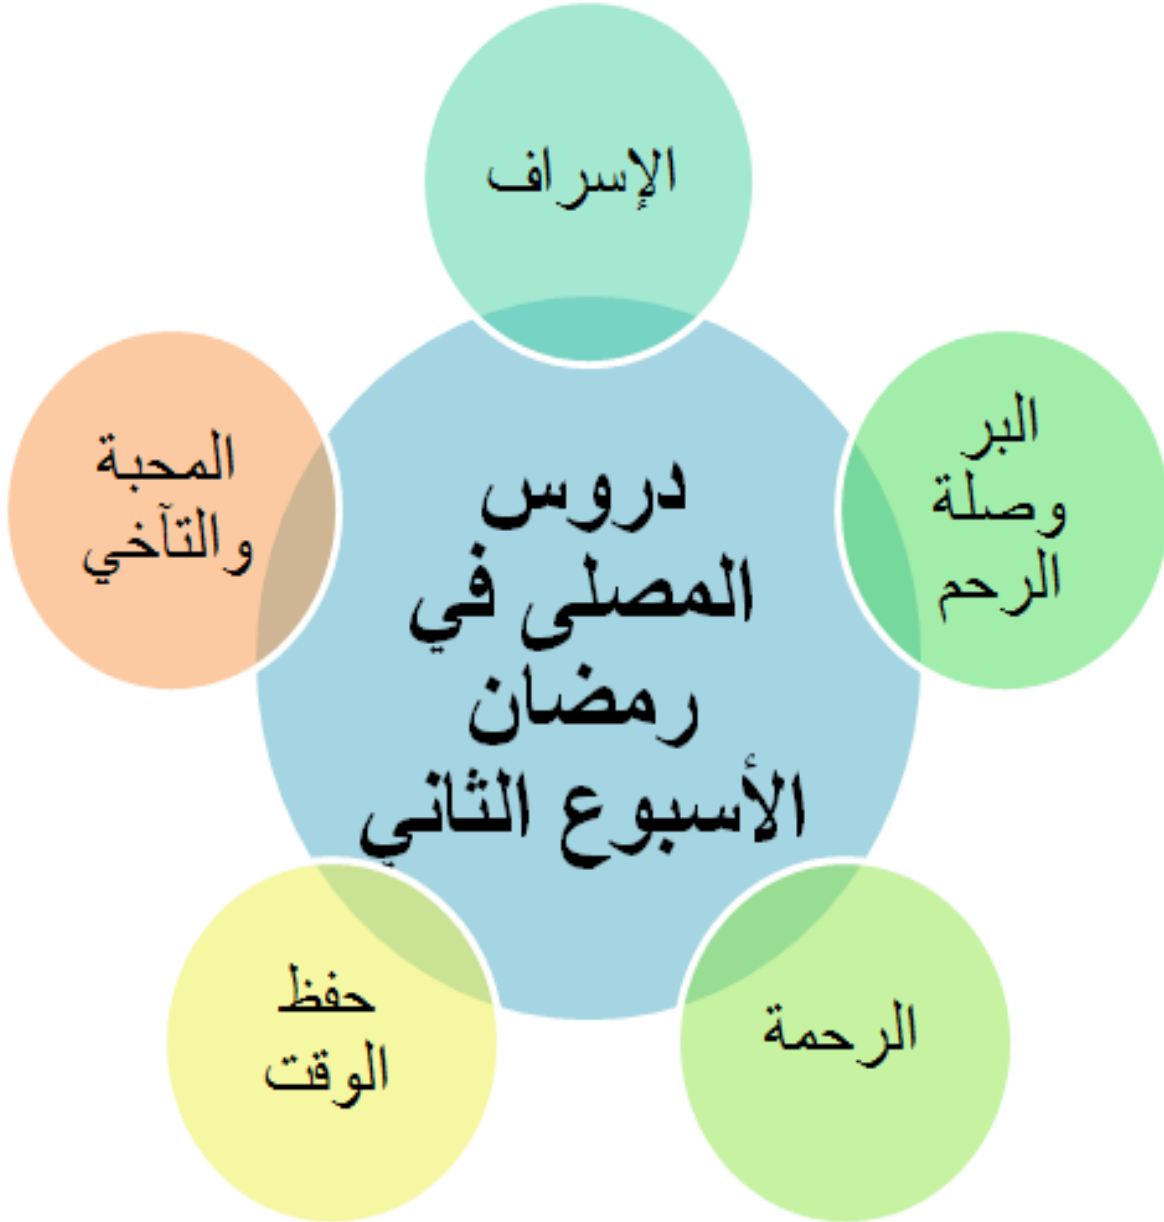 الإسراف
البر
وصلة
الرحم
المحبة
والتآخي
دروس
المصلى في
رمضان
الأسبوع الثاني
الرحمة
حفظ
الوقت